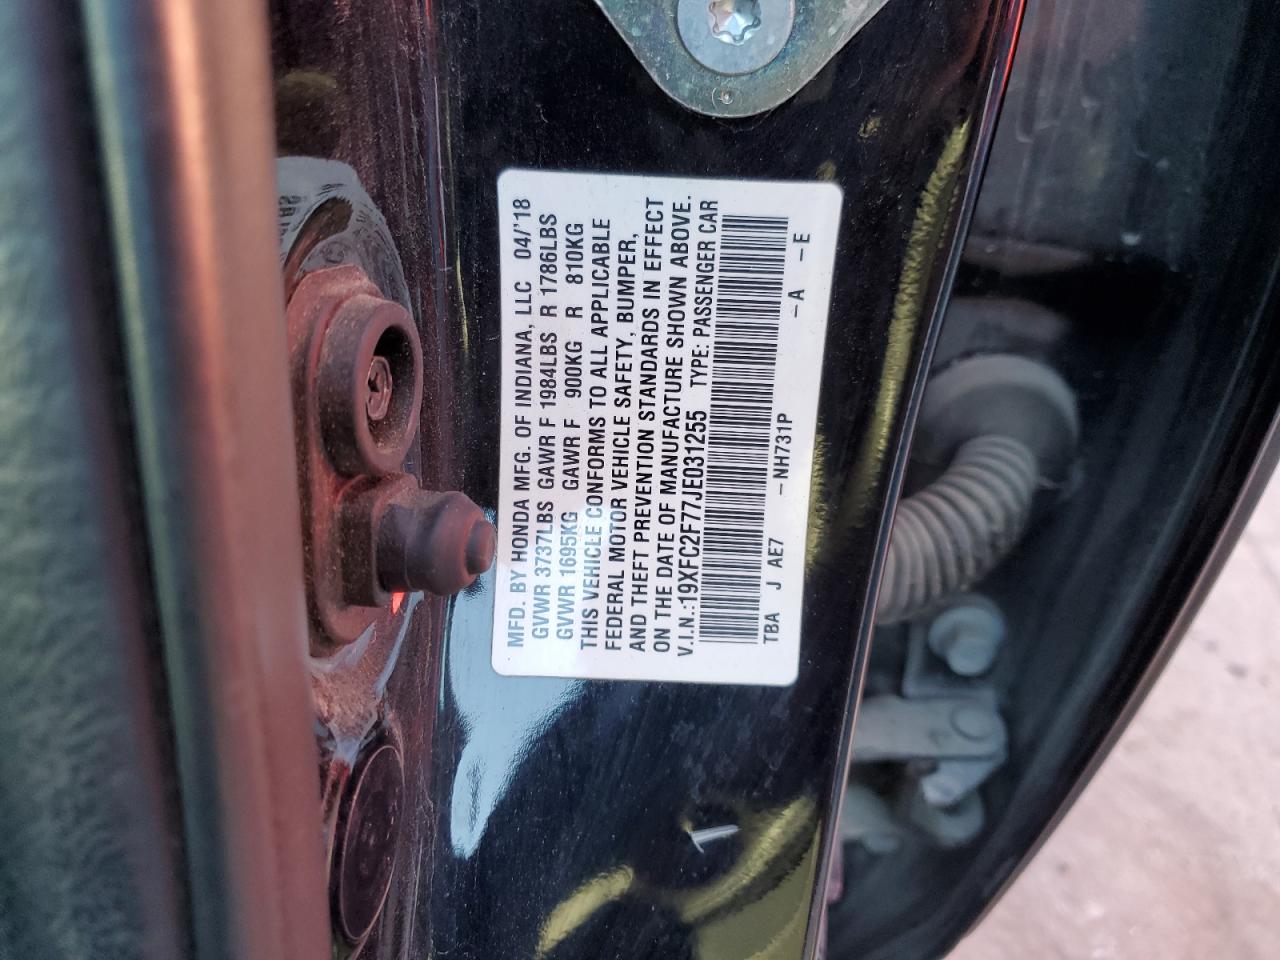 MFD. BY HONDA MFG. OF INDIANA, LLC 04/'18
GVWR 3737LBS GAWR F 1984LBS R 1786LBS
GVWR 1695KG GAWR F 900KG R 810KG
THIS VEHICLE CONFORMS TO ALL APPLICABLE
FEDERAL MOTOR VEHICLE SAFETY, BUMPER,
AND THEFT PREVENTION STANDARDS IN EFFECT
ON THE DATE OF MANUFACTURE SHOWN ABOVE.
V.I.N.:19XFC2F77JE031255 TYPE: PASSENGER CAR
TBA J AE7 -NH731P -A -E